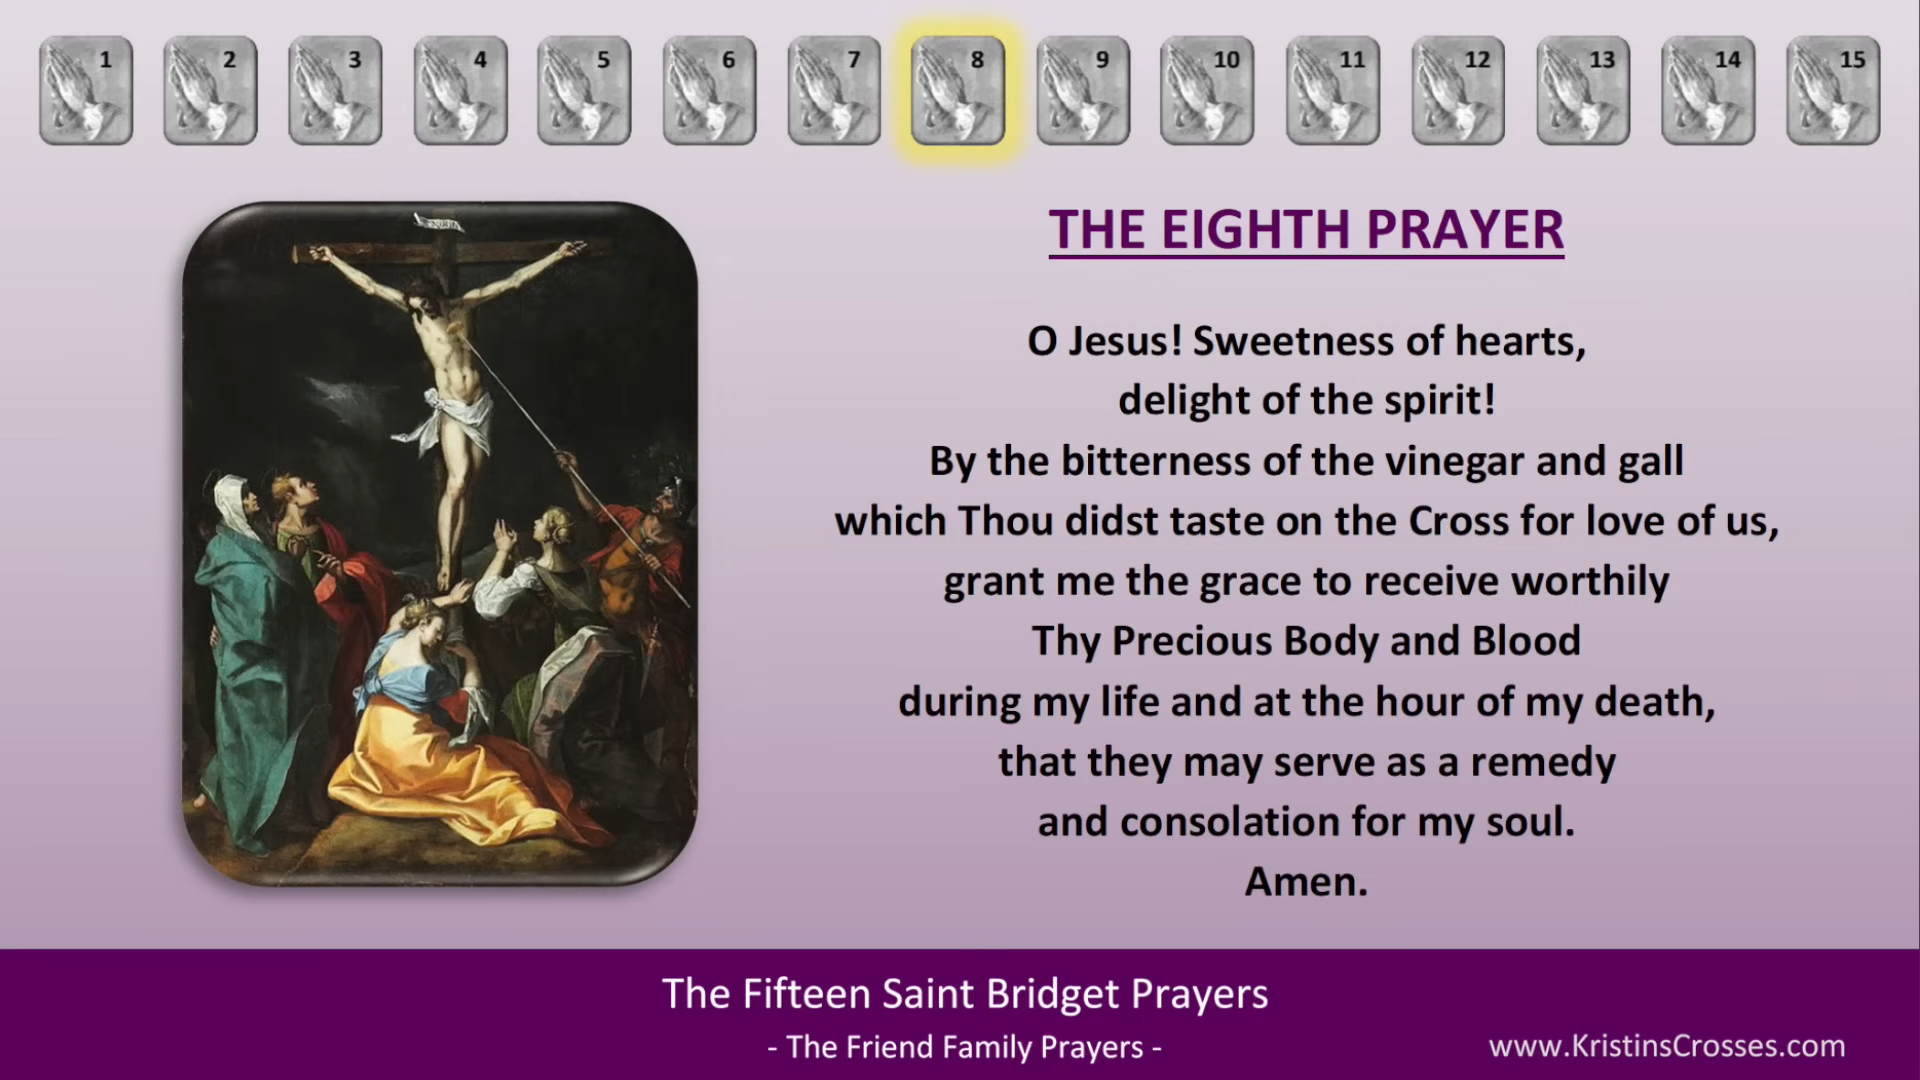 1 2 3 4 5 6 7 8 9 10 11 12 13 14 15
THE EIGHTH PRAYER
O Jesus! Sweetness of hearts,
delight of the spirit!
By the bitterness of the vinegar and gall
which Thou didst taste on the Cross for love of us,
grant me the grace to receive worthily
Thy Precious Body and Blood
during my life and at the hour of my death,
that they may serve as a remedy
and consolation for my soul.
Amen.
The Fifteen Saint Bridget Prayers
- The Friend Family Prayers -
www.KristinsCrosses.com